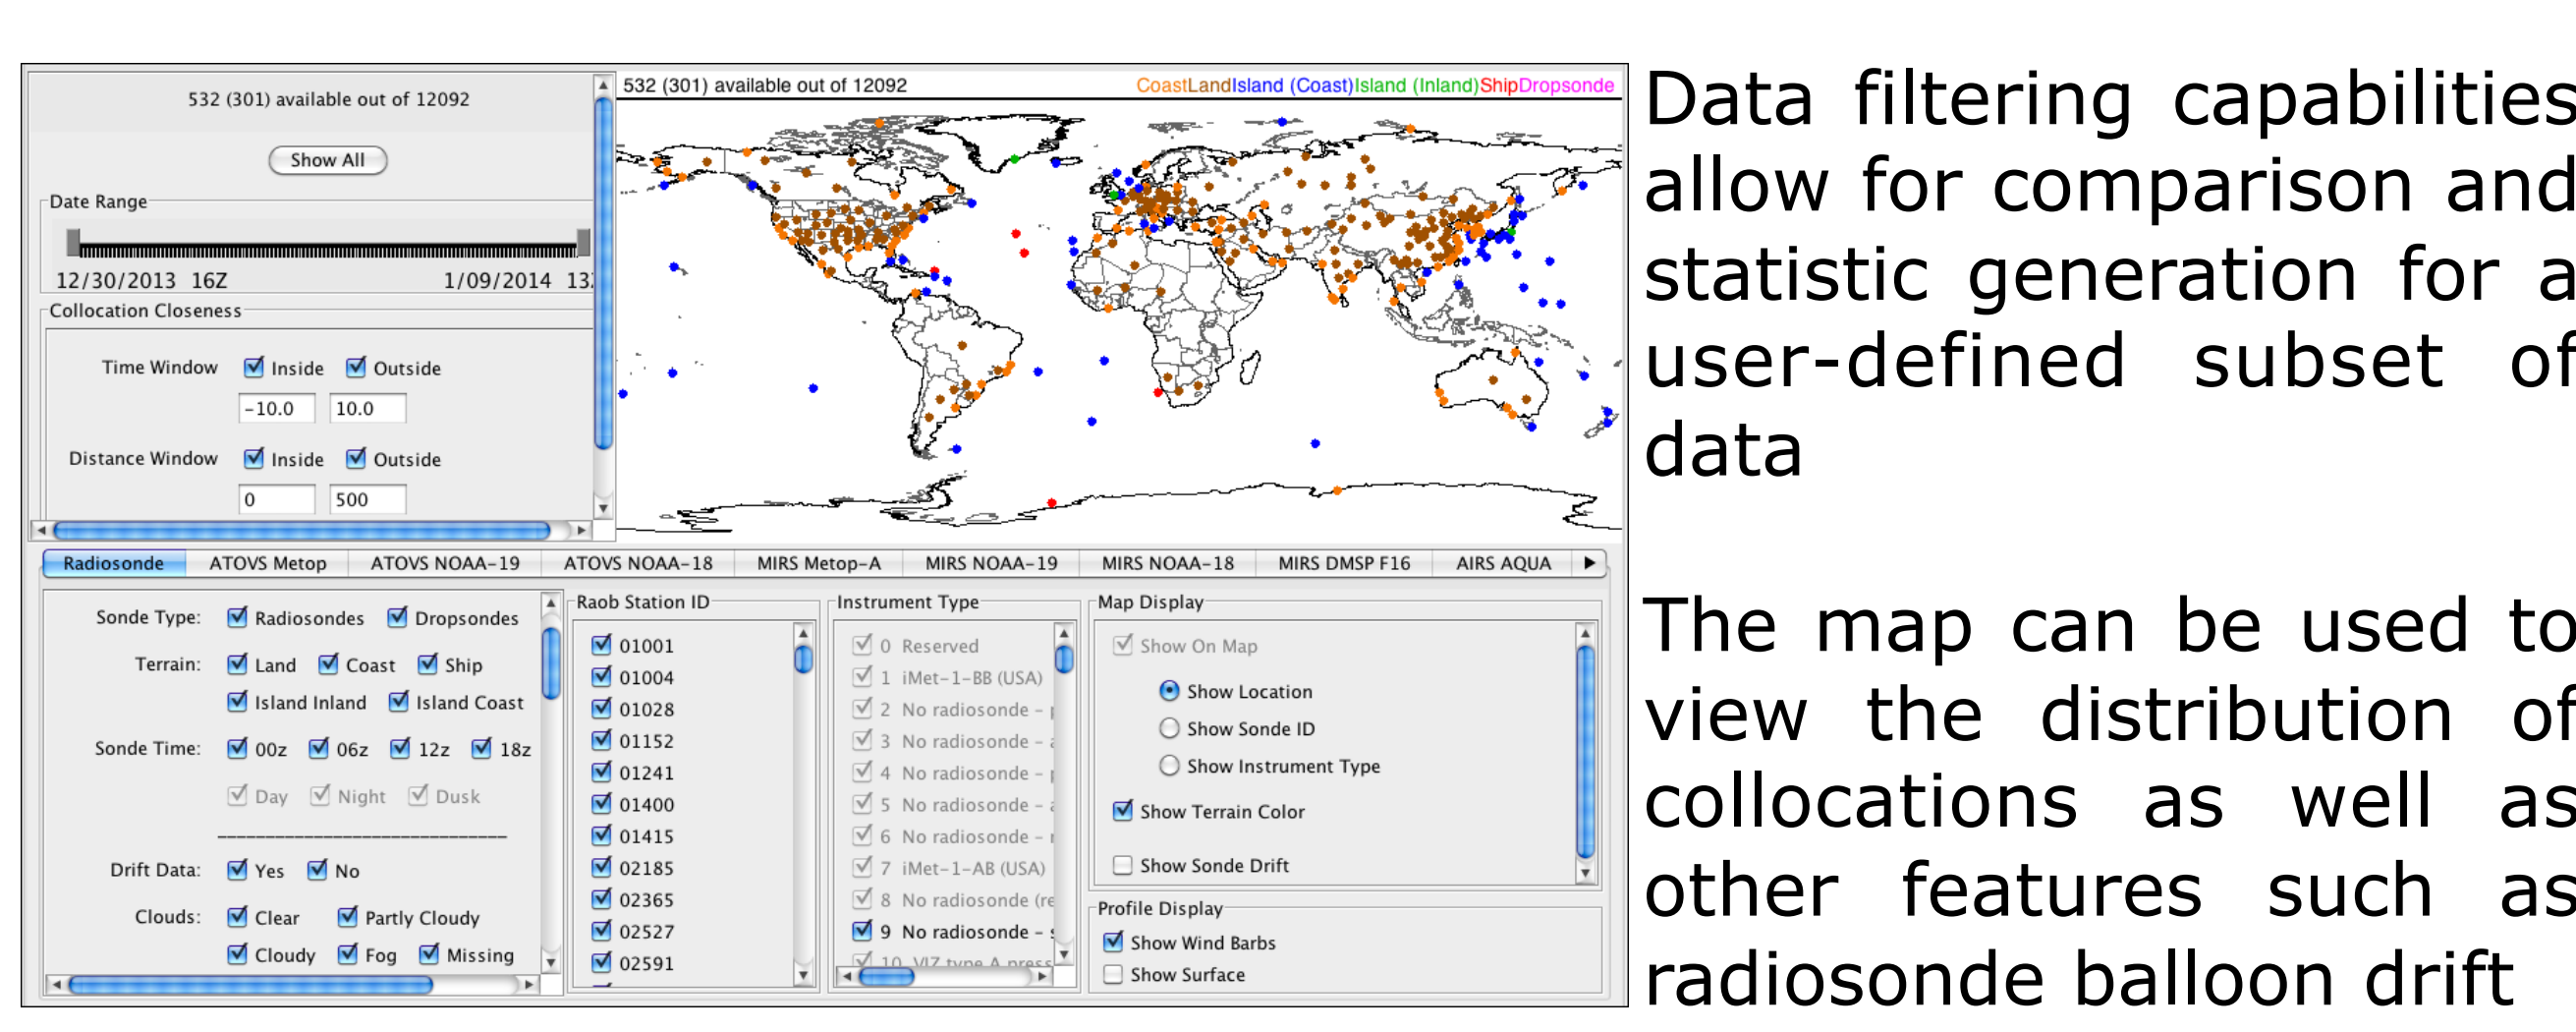 532 (301) available out of 12092
Show All
Date Range
12/30/2013 16Z 1/09/2014 13
Collocation Closeness
Time Window Inside Outside
-10.0 10.0
Distance Window Inside Outside
0 500
532 (301) available out of 12092 CoastLandIsland (Coast)Island (Inland)ShipDropsonde
Radiosonde ATOVS Metop ATOVS NOAA-19 ATOVS NOAA-18 MIRS Metop-A MIRS NOAA-19 MIRS NOAA-18 MIRS DMSP F16 AIRS AQUA
Sonde Type: Radiosondes Dropsondes
Terrain: Land Coast Ship
Island Inland Island Coast
Sonde Time: 00z 06z 12z 18z
Day Night Dusk
Drift Data: Yes No
Clouds: Clear Partly Cloudy
Cloudy Fog Missing
Raob Station ID
01001
01004
01028
01152
01241
01400
01415
02185
02365
02527
02591
Instrument Type
0 Reserved
1 iMet-1-BB (USA)
2 No radiosonde -
3 No radiosonde -
4 No radiosonde -
5 No radiosonde -
6 No radiosonde -
7 iMet-1-AB (USA)
8 No radiosonde (re
9 No radiosonde -
10 VIZ type A press
Map Display
Show On Map
Show Location
Show Sonde ID
Show Instrument Type
Show Terrain Color
Show Sonde Drift
Profile Display
Show Wind Barbs
Show Surface
Data filtering capabilities
allow for comparison and
statistic generation for a
user-defined subset of
data
The map can be used to
view the distribution of
collocations as well as
other features such as
radiosonde balloon drift